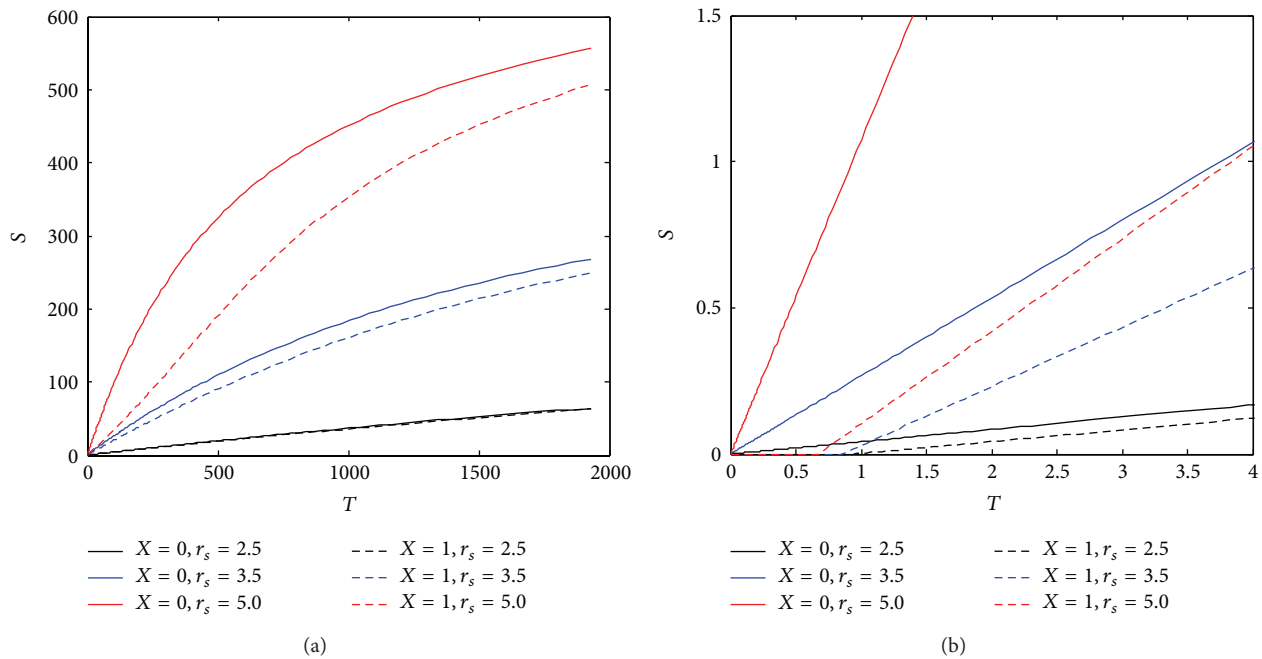 600
500
400
300
200
100
0
S
0
500
1000
1500
2000
T
X = 0, r_s = 2.5
X = 0, r_s = 3.5
X = 0, r_s = 5.0
X = 1, r_s = 2.5
X = 1, r_s = 3.5
X = 1, r_s = 5.0
(a)
1.5
1
0.5
0
S
0
0.5
1
1.5
2
2.5
3
3.5
4
T
X = 0, r_s = 2.5
X = 0, r_s = 3.5
X = 0, r_s = 5.0
X = 1, r_s = 2.5
X = 1, r_s = 3.5
X = 1, r_s = 5.0
(b)